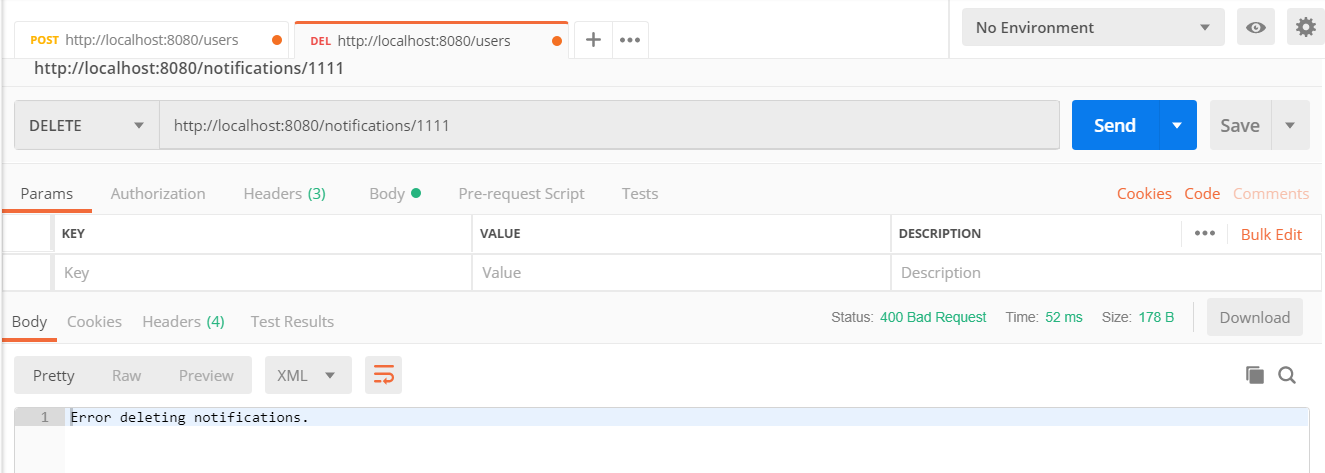 POST http://localhost:8080/users DEL http://localhost:8080/users + ••• No Environment
http://localhost:8080/notifications/1111
DELETE http://localhost:8080/notifications/1111 Send Save
Params Authorization Headers (3) Body Pre-request Script Tests Cookies Code Comments
KEY VALUE DESCRIPTION ••• Bulk Edit
Key Value Description
Body Cookies Headers (4) Test Results Status: 400 Bad Request Time: 52 ms Size: 178 B Download
Pretty Raw Preview XML
1 Error deleting notifications.